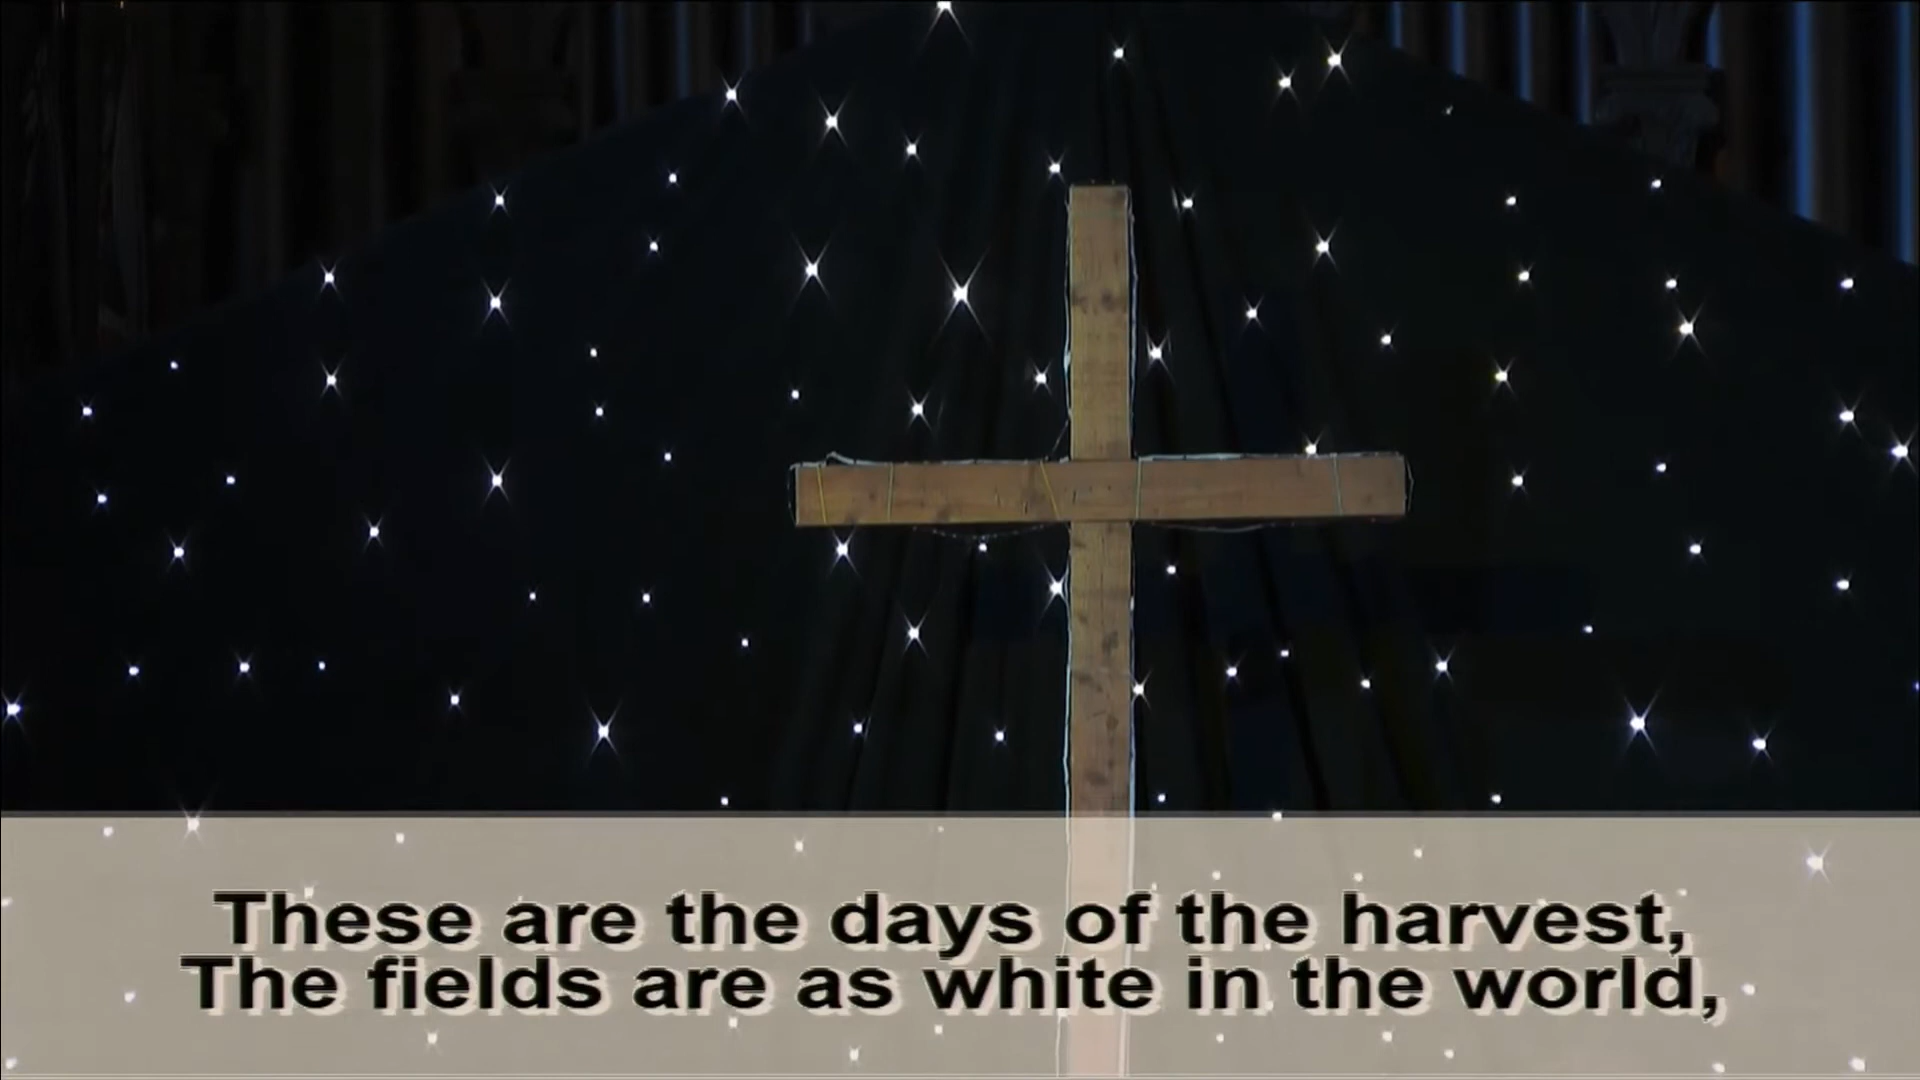 These are the days of the harvest,
The fields are as white in the world,